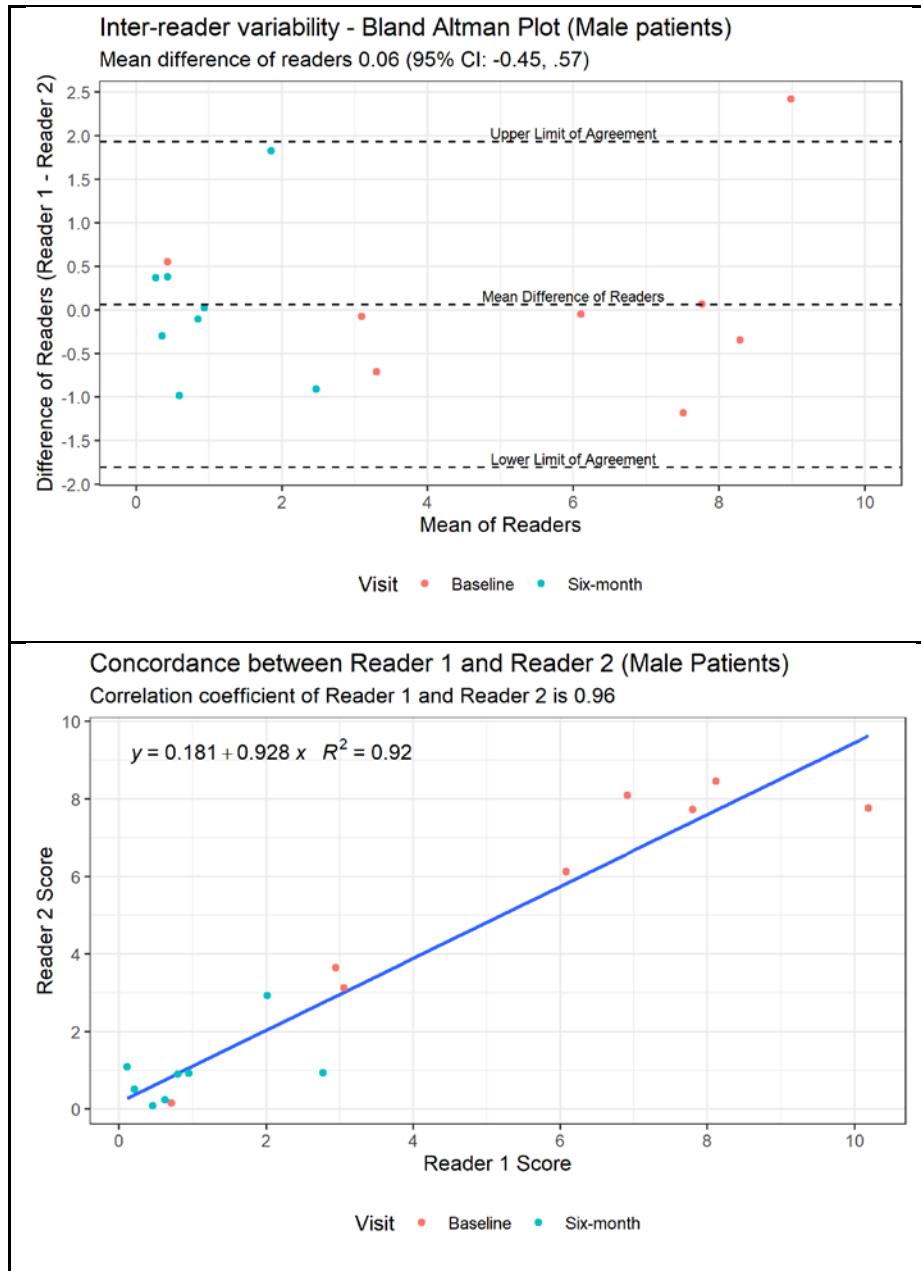 Inter-reader variability - Bland Altman Plot (Male patients)
Mean difference of readers 0.06 (95% CI: -0.45, .57)
Difference of Readers (Reader 1 - Reader 2)
2.5
2.0
1.5
1.0
0.5
0.0
-0.5
-1.0
-1.5
-2.0
Upper Limit of Agreement
Mean Difference of Readers
Lower Limit of Agreement
0 2 4 6 8 10
Mean of Readers
Visit Baseline Six-month
Concordance between Reader 1 and Reader 2 (Male Patients)
Correlation coefficient of Reader 1 and Reader 2 is 0.96
y = 0.181 + 0.928 x R² = 0.92
Reader 2 Score
10
8
6
4
2
0
0 2 4 6 8 10
Reader 1 Score
Visit Baseline Six-month